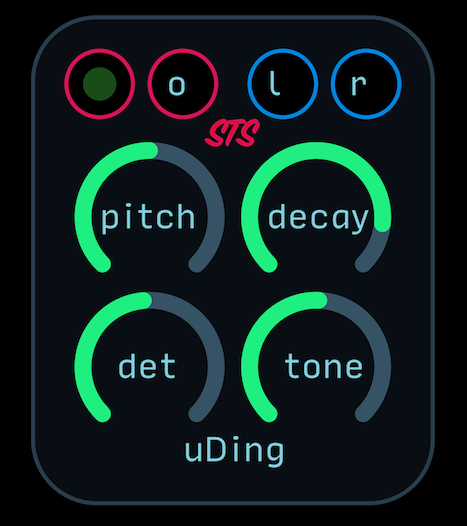 o l r
STS
pitch decay
det tone
uDing